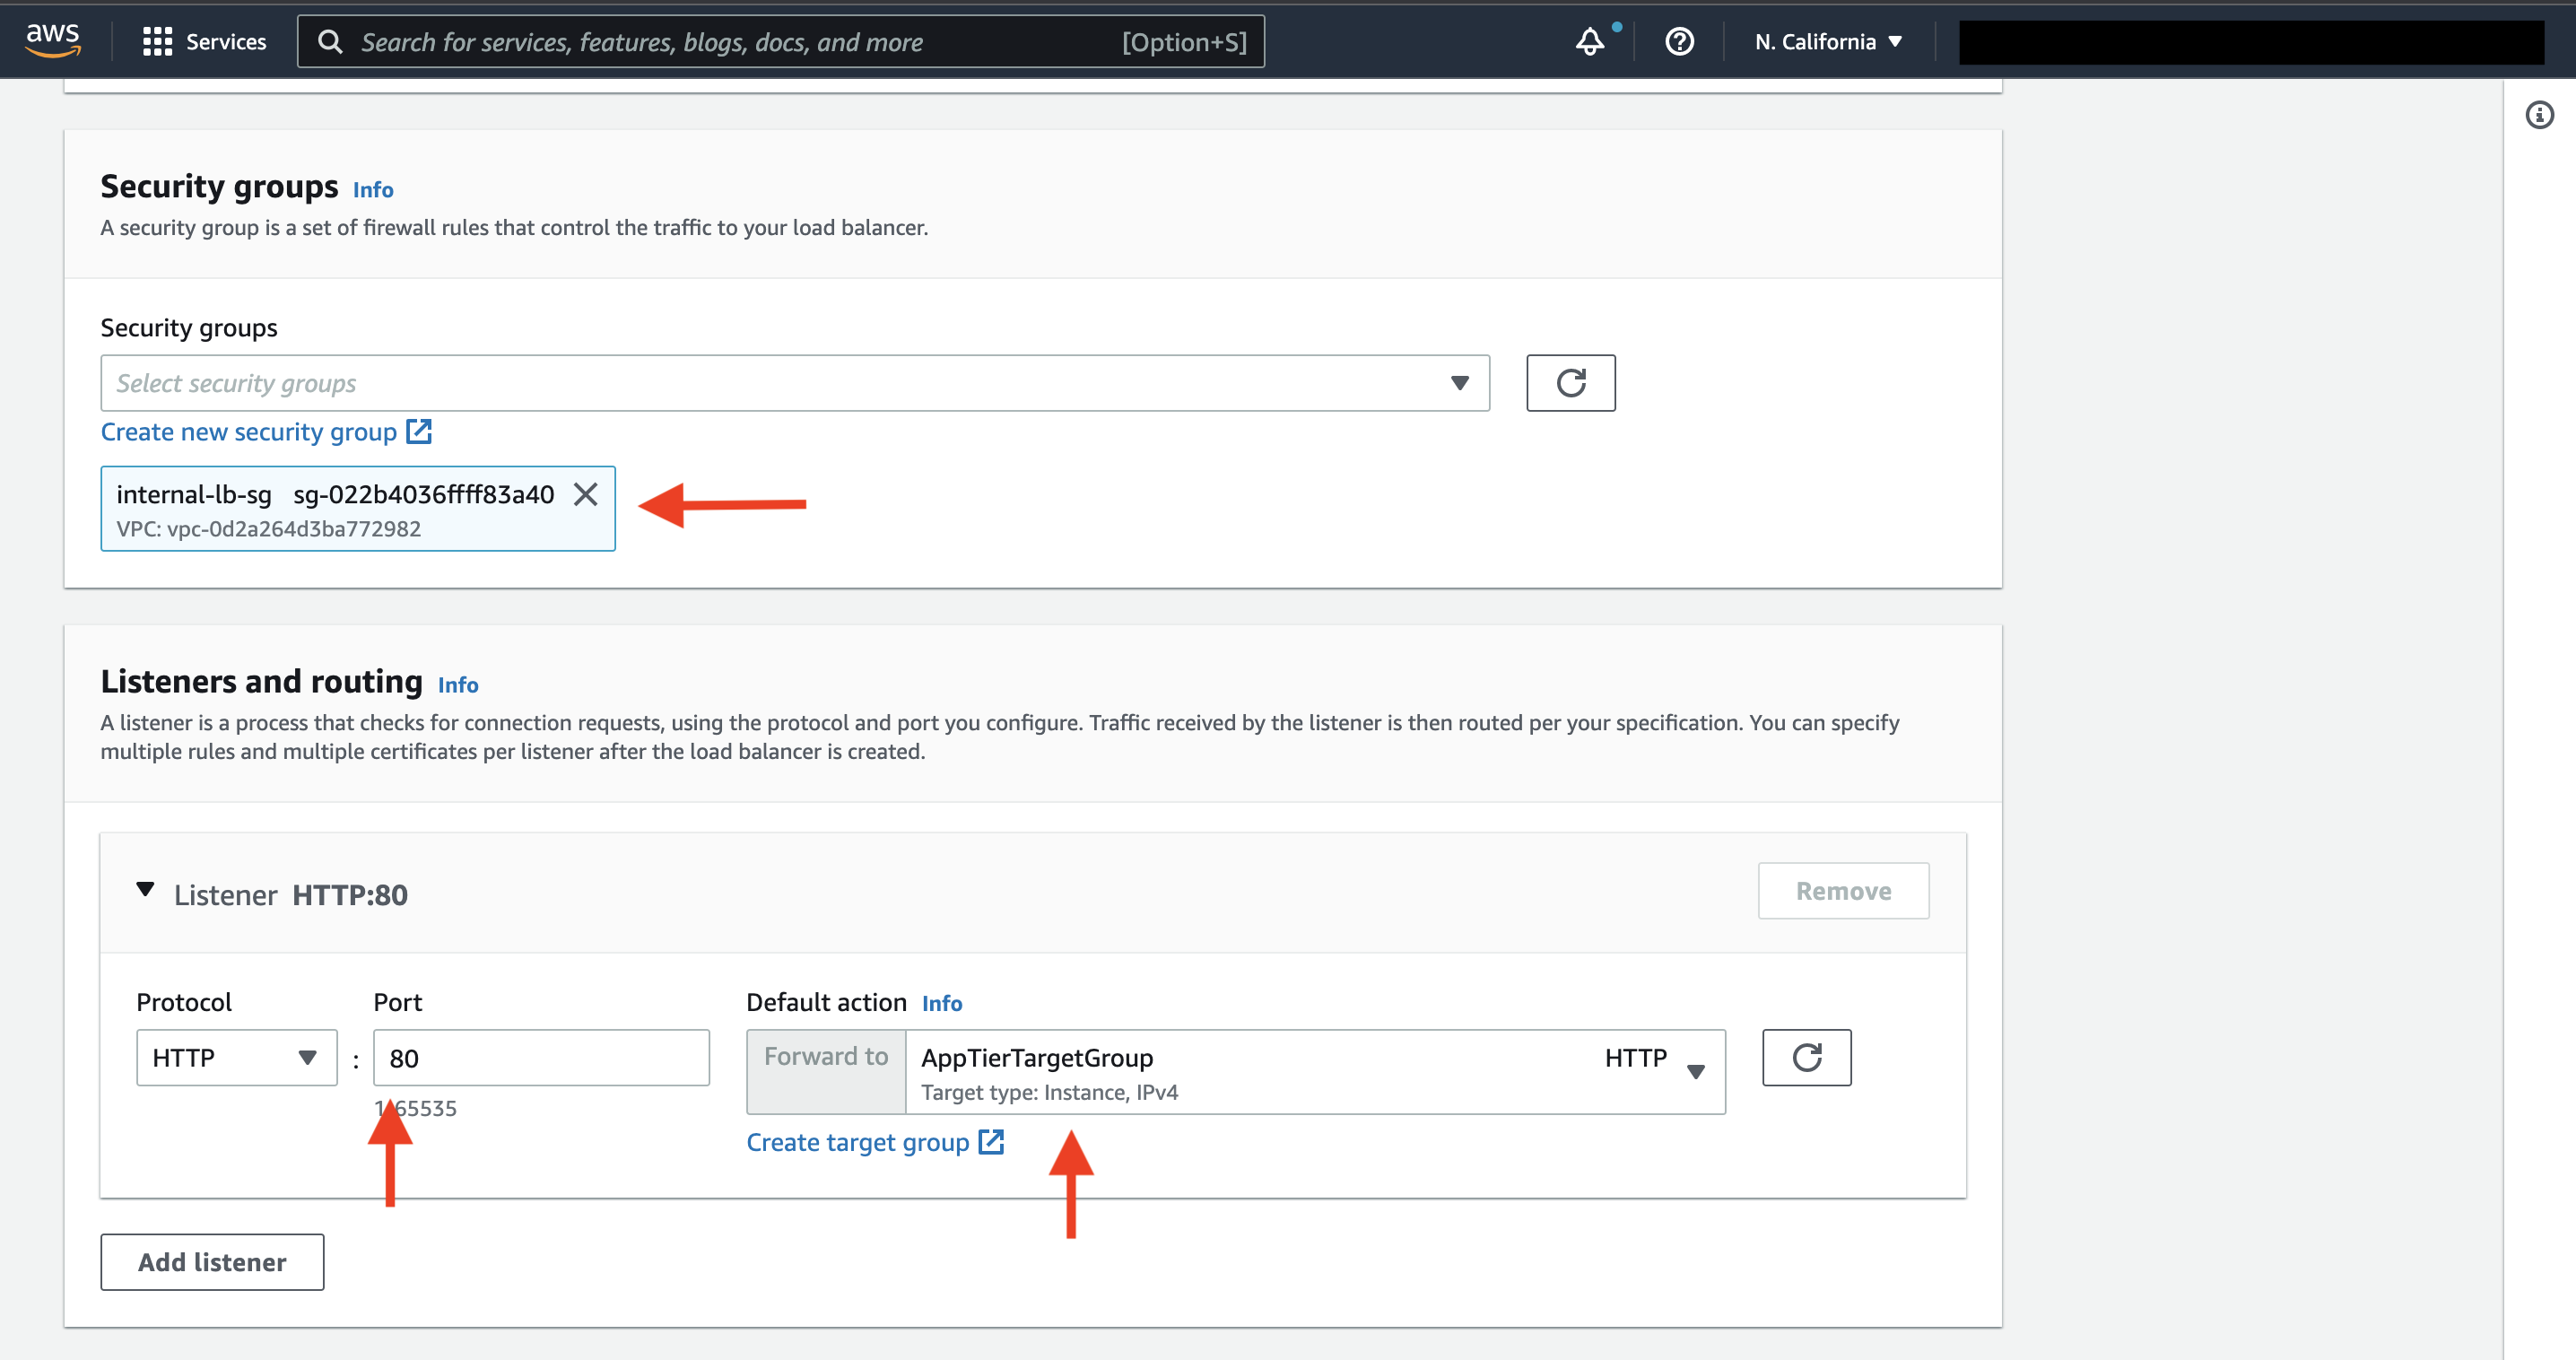 aws Services Search for services, features, blogs, docs, and more [Option+S] N. California
Security groups Info
A security group is a set of firewall rules that control the traffic to your load balancer.
Security groups
Select security groups
Create new security group
internal-lb-sg sg-022b4036ffff83a40
VPC: vpc-0d2a264d3ba772982
Listeners and routing Info
A listener is a process that checks for connection requests, using the protocol and port you configure. Traffic received by the listener is then routed per your specification. You can specify
multiple rules and multiple certificates per listener after the load balancer is created.
Listener HTTP:80
Remove
Protocol Port Default action Info
HTTP : 80 Forward to AppTierTargetGroup HTTP
Target type: Instance, IPv4
1-65535
Create target group
Add listener